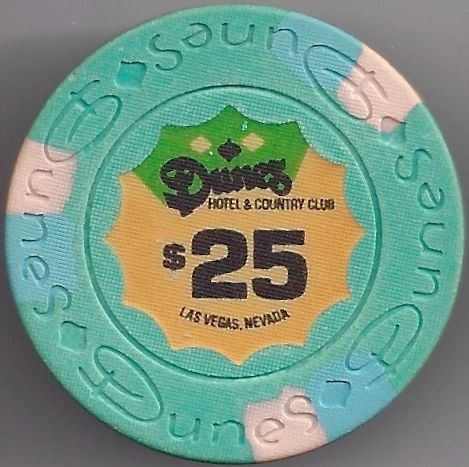 Dunes
Dunes
Dunes
Dunes
Dunes
HOTEL & COUNTRY CLUB
$25
LAS VEGAS, NEVADA